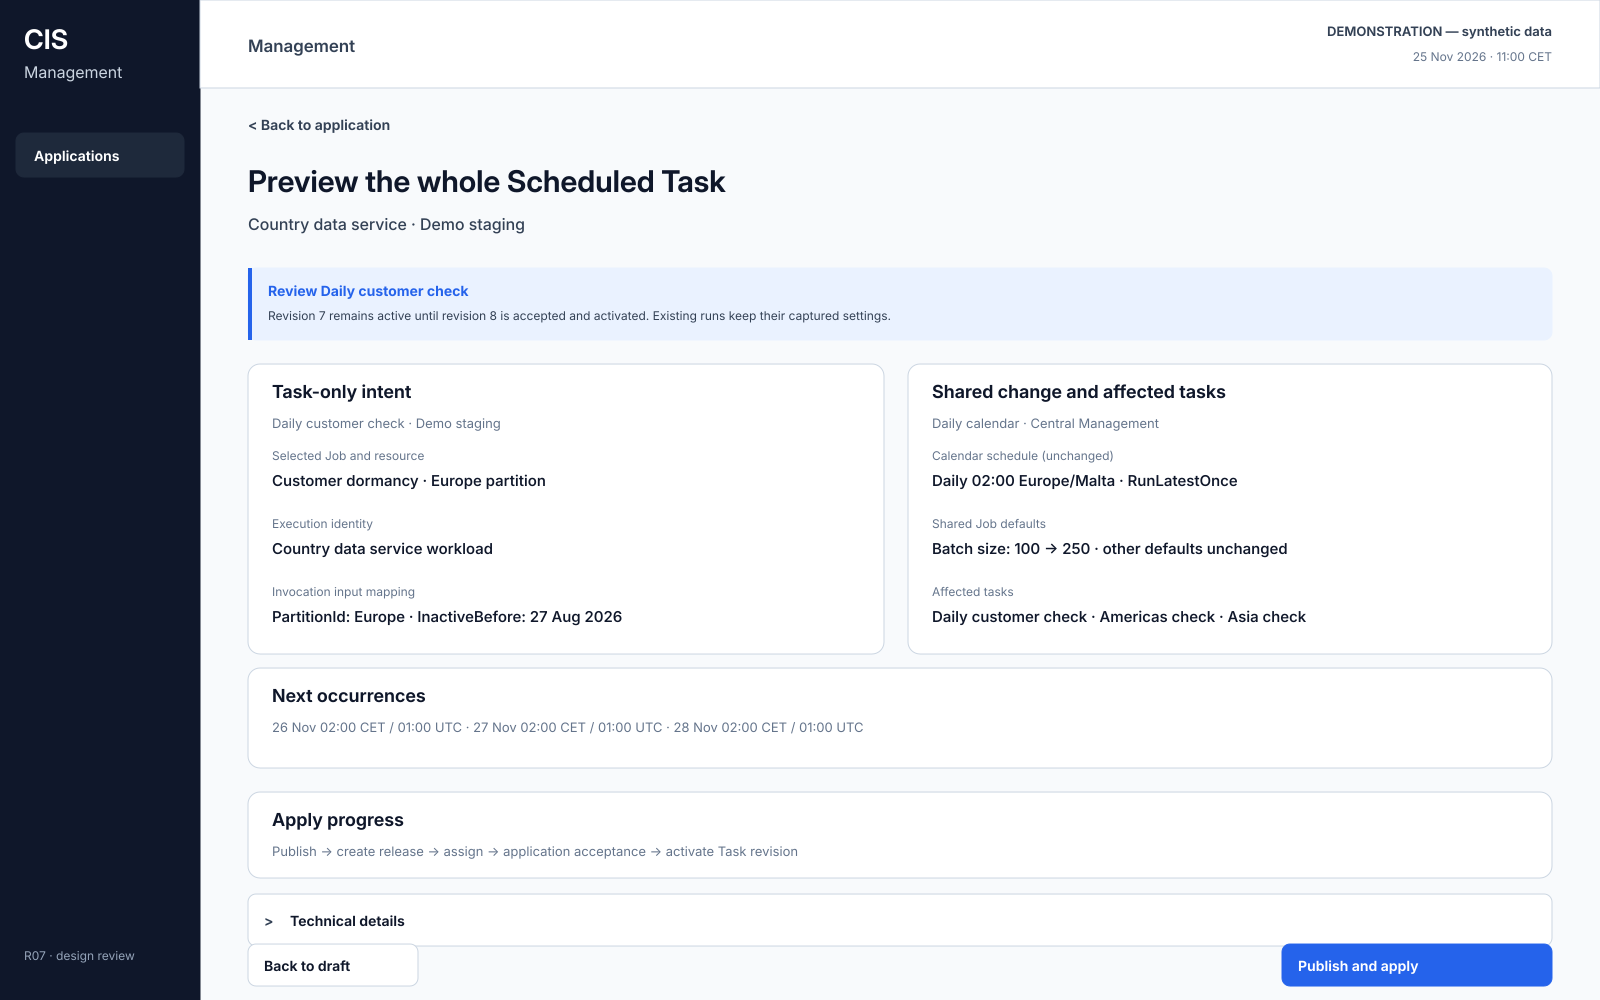 CIS
Management
Applications
R07 · design review
Management
DEMONSTRATION — synthetic data
25 Nov 2026 · 11:00 CET
< Back to application
Preview the whole Scheduled Task
Country data service · Demo staging
Review Daily customer check
Revision 7 remains active until revision 8 is accepted and activated. Existing runs keep their captured settings.
Task-only intent
Daily customer check · Demo staging
Selected Job and resource
Customer dormancy · Europe partition
Execution identity
Country data service workload
Invocation input mapping
PartitionId: Europe · InactiveBefore: 27 Aug 2026
Shared change and affected tasks
Daily calendar · Central Management
Calendar schedule (unchanged)
Daily 02:00 Europe/Malta · RunLatestOnce
Shared Job defaults
Batch size: 100 → 250 · other defaults unchanged
Affected tasks
Daily customer check · Americas check · Asia check
Next occurrences
26 Nov 02:00 CET / 01:00 UTC · 27 Nov 02:00 CET / 01:00 UTC · 28 Nov 02:00 CET / 01:00 UTC
Apply progress
Publish → create release → assign → application acceptance → activate Task revision
> Technical details
Back to draft
Publish and apply